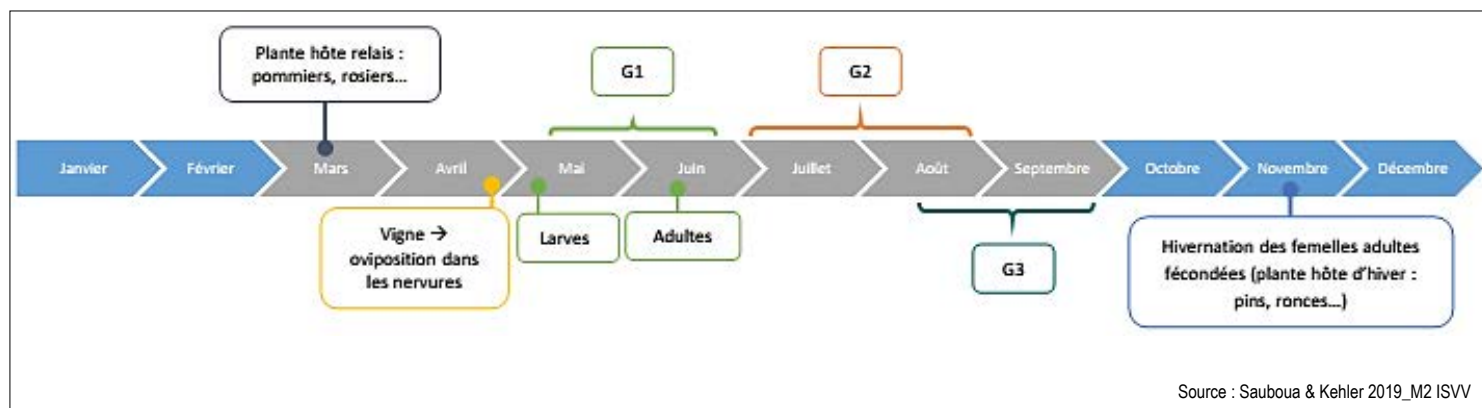 Plante hôte relais :
pommiers, rosiers...
G1
G2
Janvier
Février
Mars
Avril
Mai
Juin
Juillet
Août
Septembre
Octobre
Novembre
Décembre
Vigne →
oviposition dans
les nervures
Larves
Adultes
G3
Hivernation des femelles adultes
fécondées (plante hôte d'hiver :
pins, ronces...)
Source : Sauboua & Kehler 2019_M2 ISVV